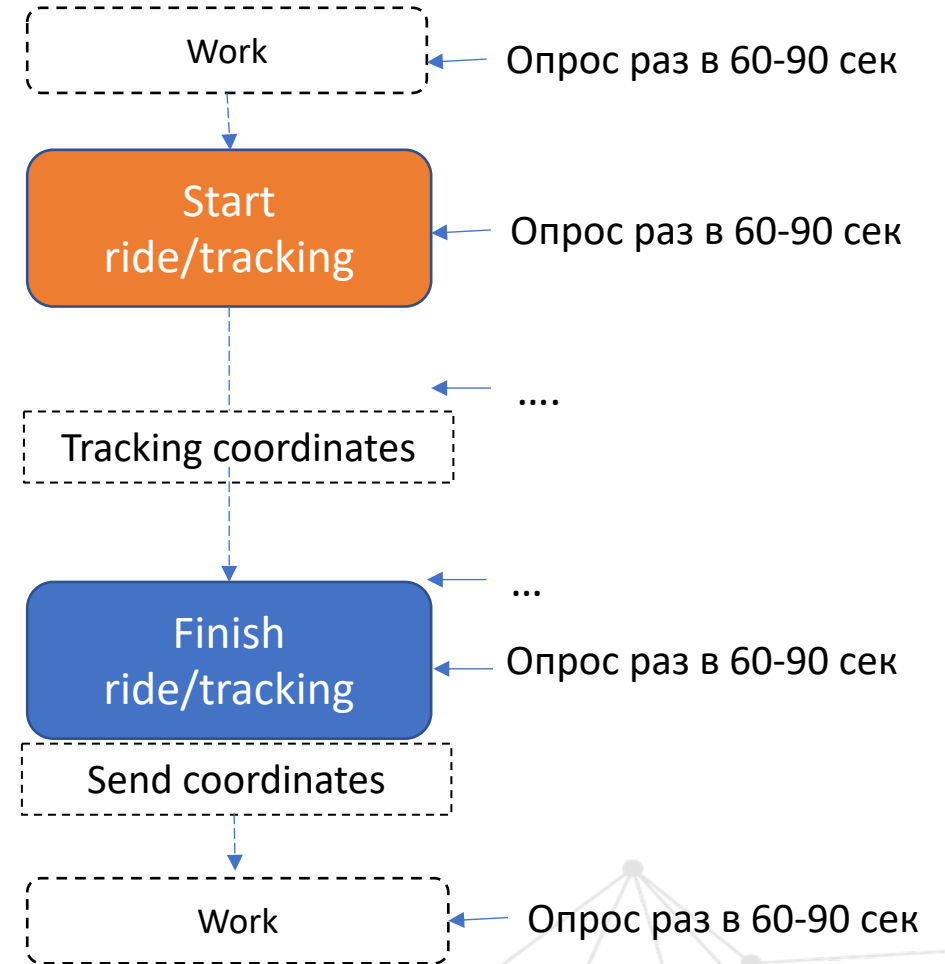 Work
Опрос раз в 60-90 сек
Start
ride/tracking
Опрос раз в 60-90 сек
....
Tracking coordinates
...
Finish
ride/tracking
Опрос раз в 60-90 сек
Send coordinates
Work
Опрос раз в 60-90 сек